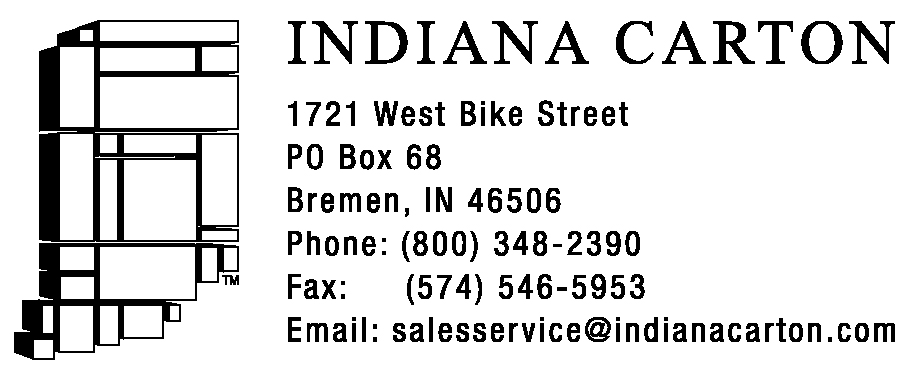 INDIANA CARTON
1721 West Bike Street
PO Box 68
Bremen, IN 46506
Phone: (800) 348-2390
Fax: (574) 546-5953
Email: salesservice@indianacarton.com
TM